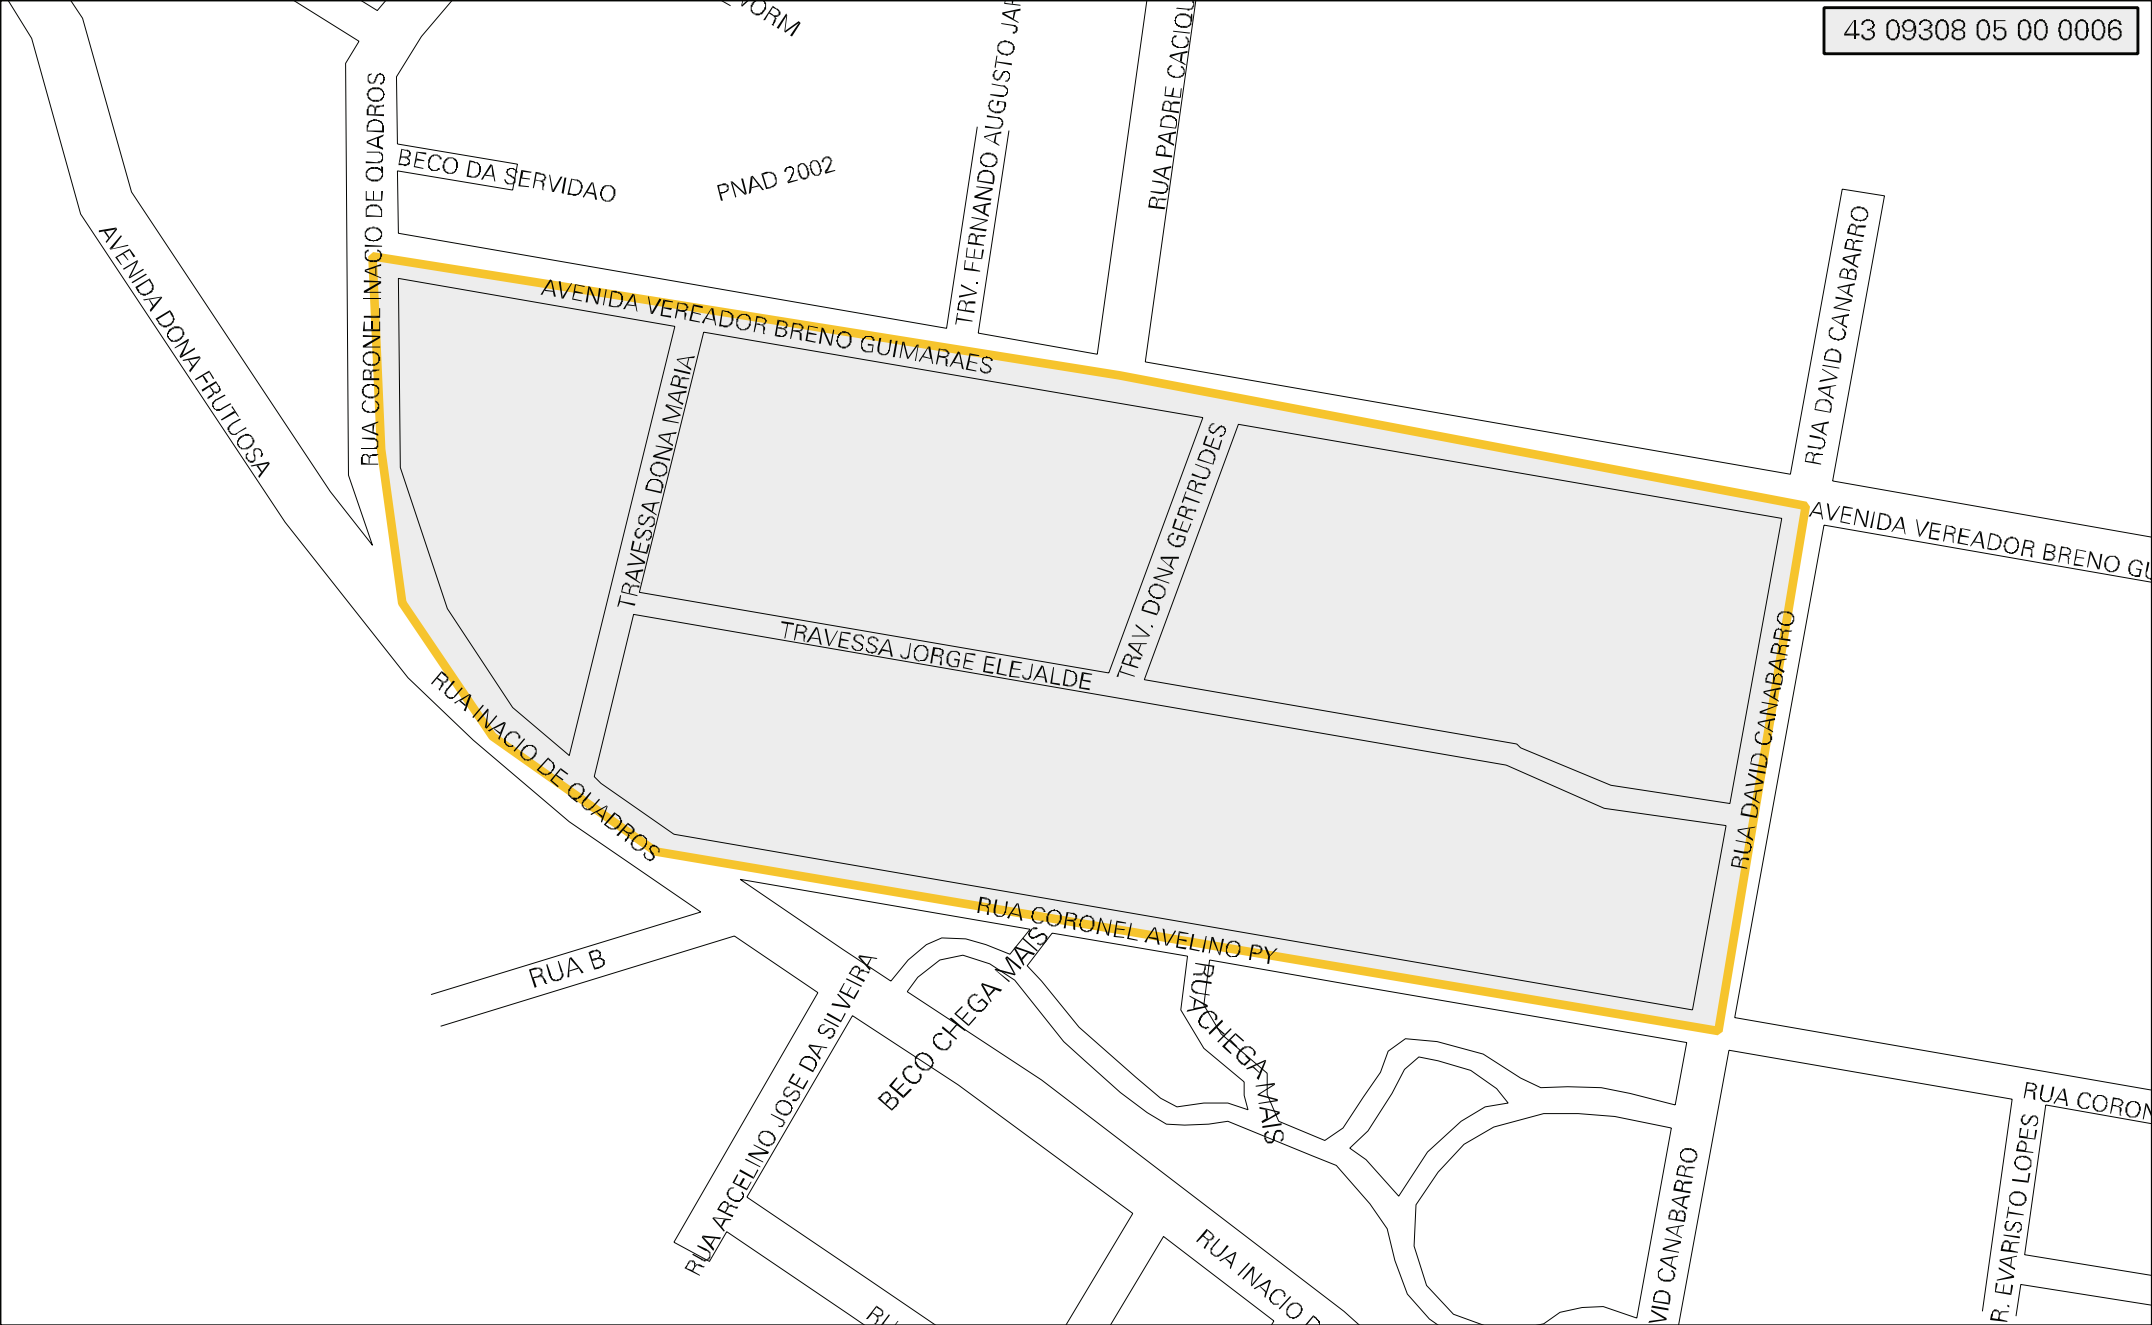 43 09308 05 00 0006
RUA CORONEL INACIO DE QUADROS
BECO DA SERVIDAO
PNAD 2002
TRV. FERNANDO AUGUSTO
RUA PADRE
RUA DAVID CANABARRO
AVENIDA DONA FRUTUOSA
AVENIDA VEREADOR BRENO GUIMARAES
AVENIDA VEREADOR BRENO
TRAVESSA DONA MARIA
TRAV. DONA GERTRUDES
TRAVESSA JORGE ELEJALDE
RUA DAVID CANABARRO
RUA INACIO DE QUADROS
RUA CORONEL AVELINO PY
RUA B
BECO CHEGA MAIS
RUA CHEGA MAIS
RUA ARCELINO JOSE DA SILVEIRA
RUA INACIO
VID CANABARRO
RUA CORON
R. EVARISTO LOPES